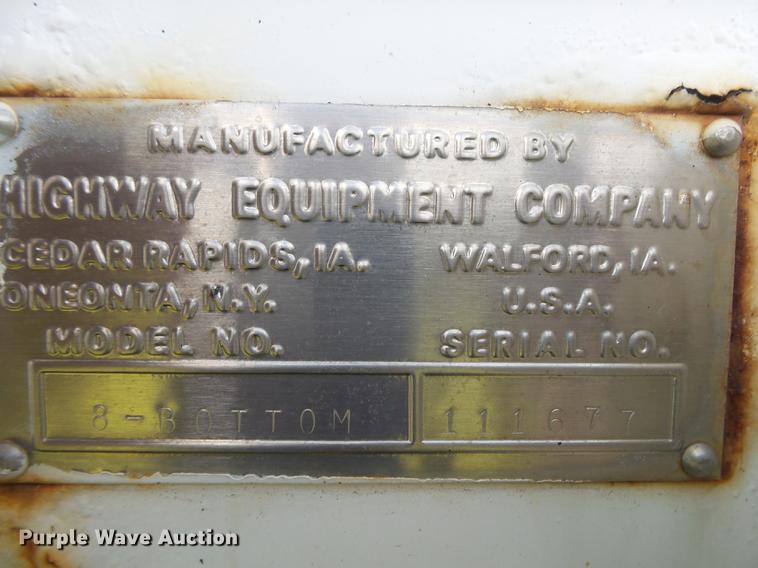 MANUFACTURED BY
HIGHWAY EQUIPMENT COMPANY
CEDAR RAPIDS, IA. WALFORD, IA.
ONEONTA, N.Y. U.S.A.
MODEL NO. SERIAL NO.
8-BOTTOM 111677
Purple Wave Auction®